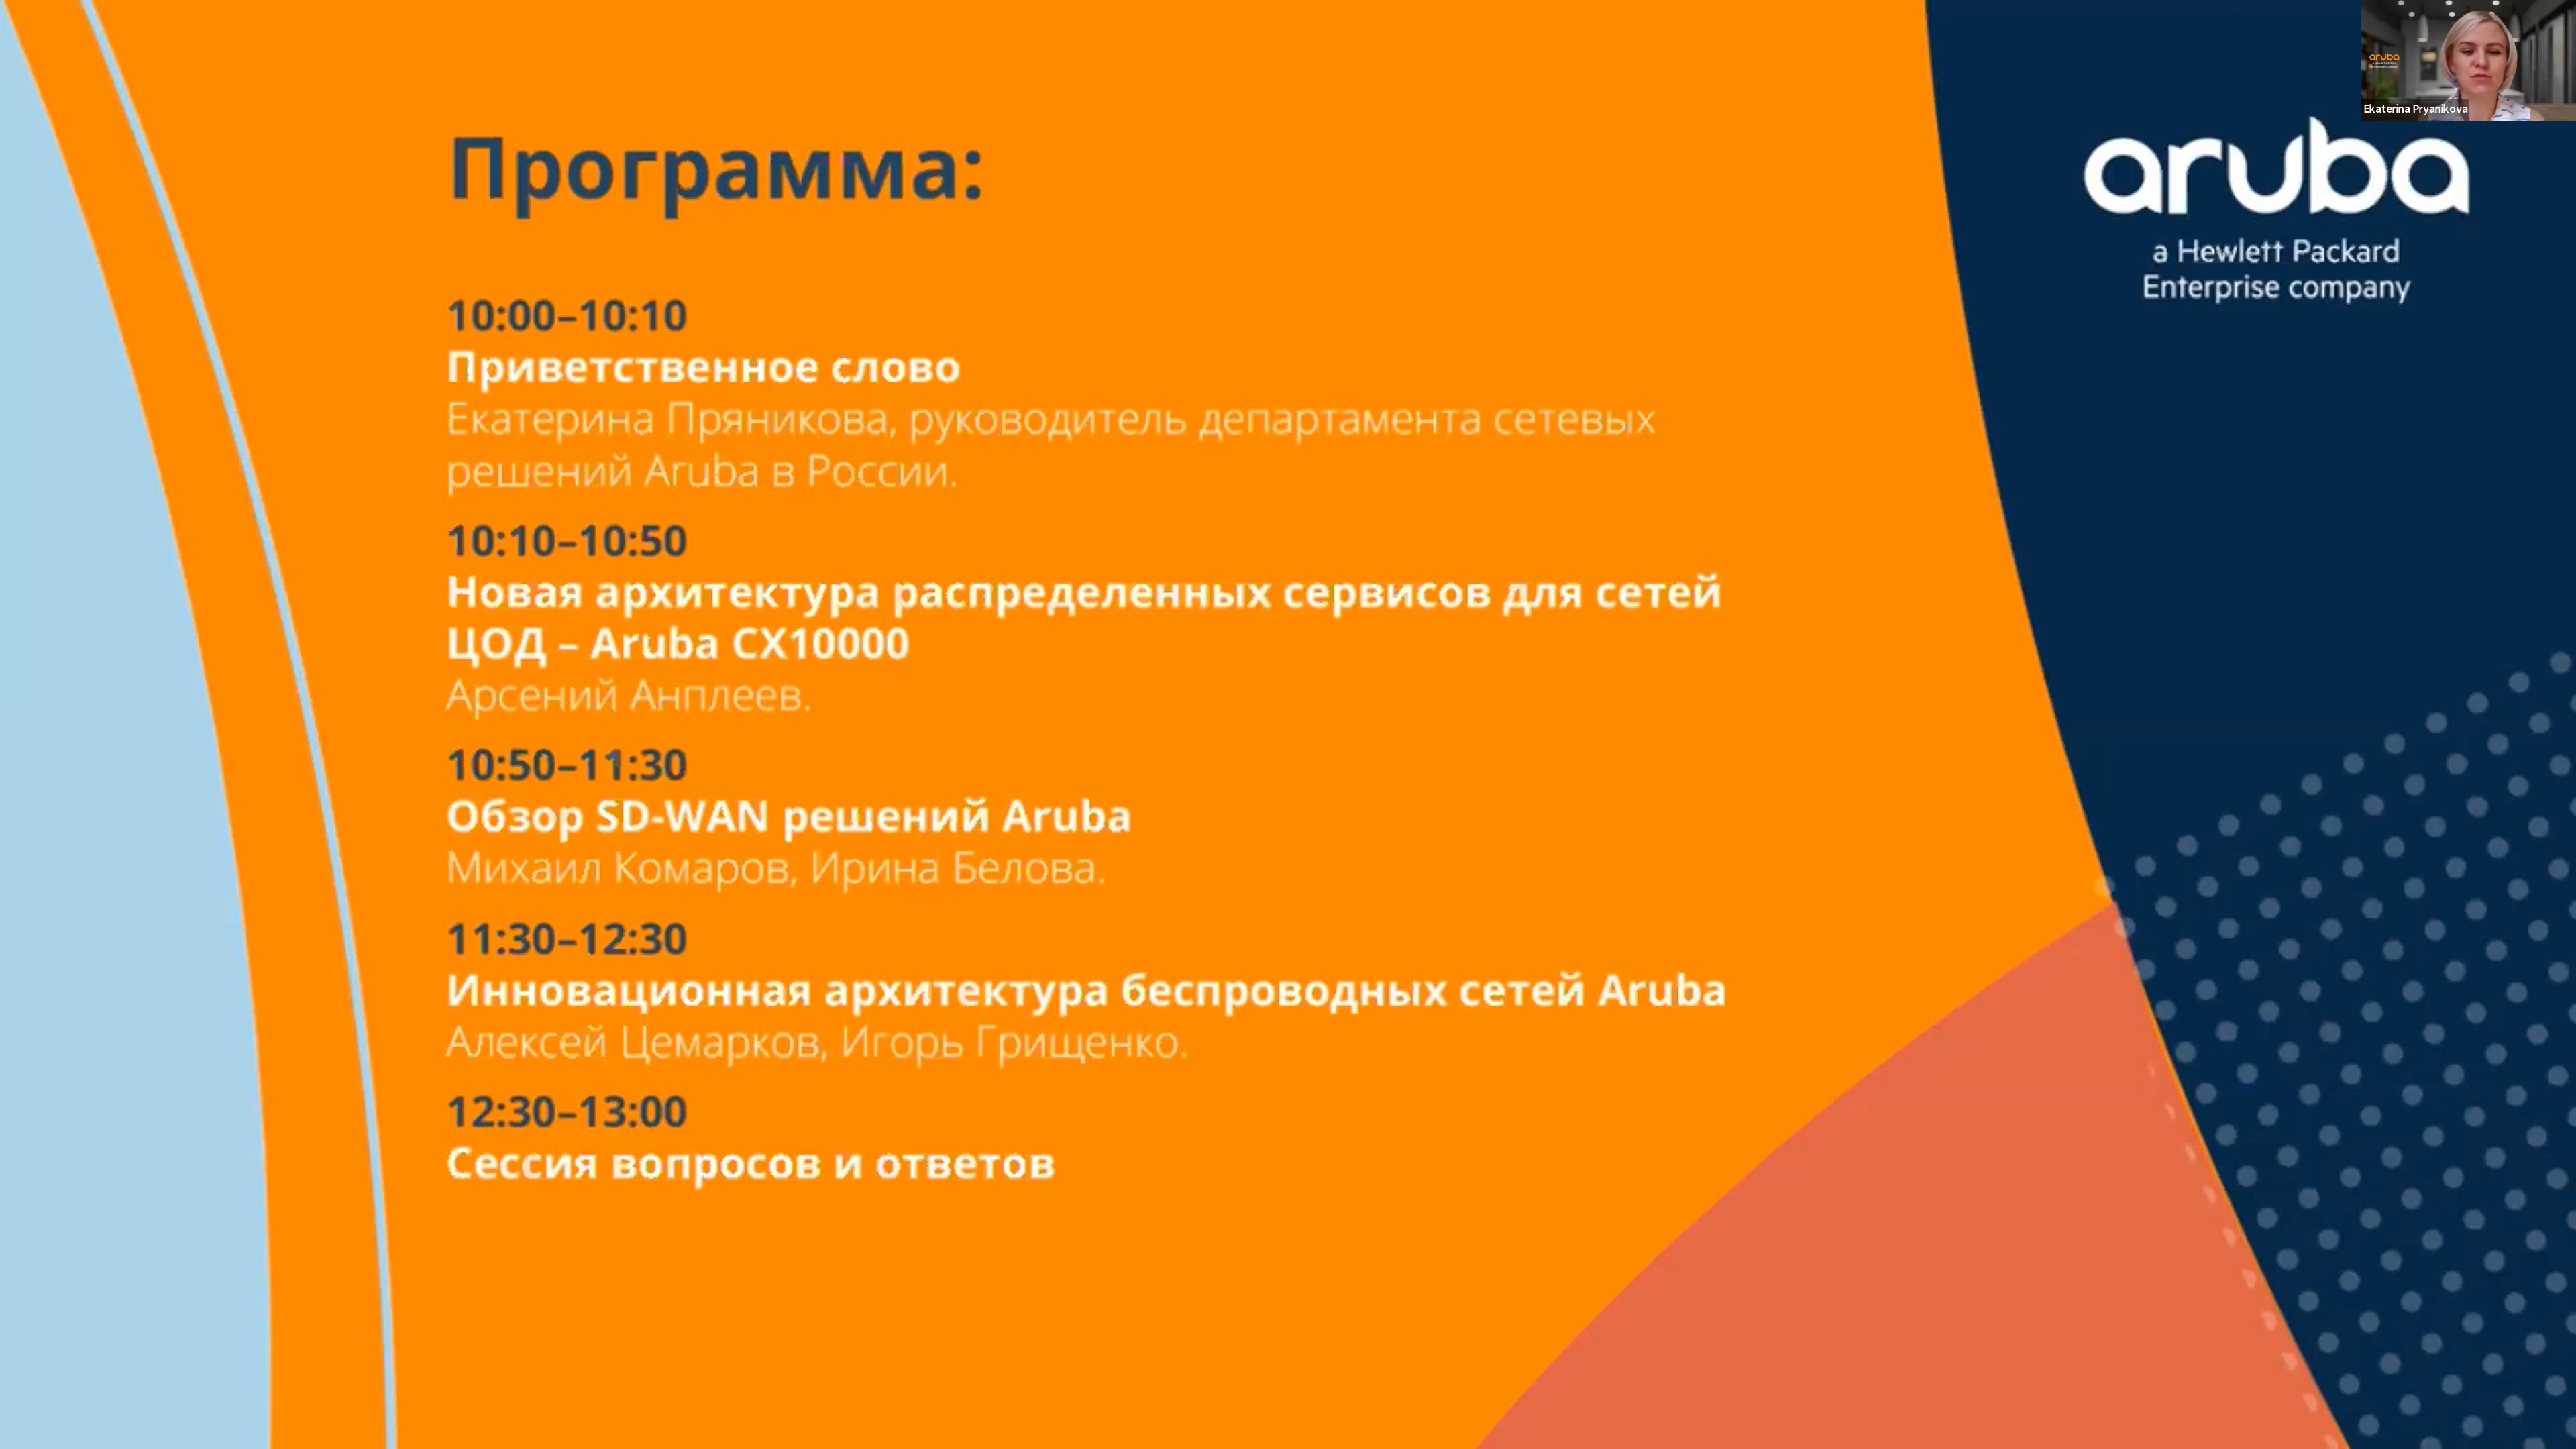 Ekaterina Pryanikova
aruba
a Hewlett Packard
Enterprise company
Программа:
10:00–10:10
Приветственное слово
Екатерина Пряникова, руководитель департамента сетевых
решений Aruba в России.
10:10–10:50
Новая архитектура распределенных сервисов для сетей
ЦОД – Aruba CX10000
Арсений Анплеев.
10:50–11:30
Обзор SD-WAN решений Aruba
Михаил Комаров, Ирина Белова.
11:30–12:30
Инновационная архитектура беспроводных сетей Aruba
Алексей Цемарков, Игорь Грищенко.
12:30–13:00
Сессия вопросов и ответов
aruba